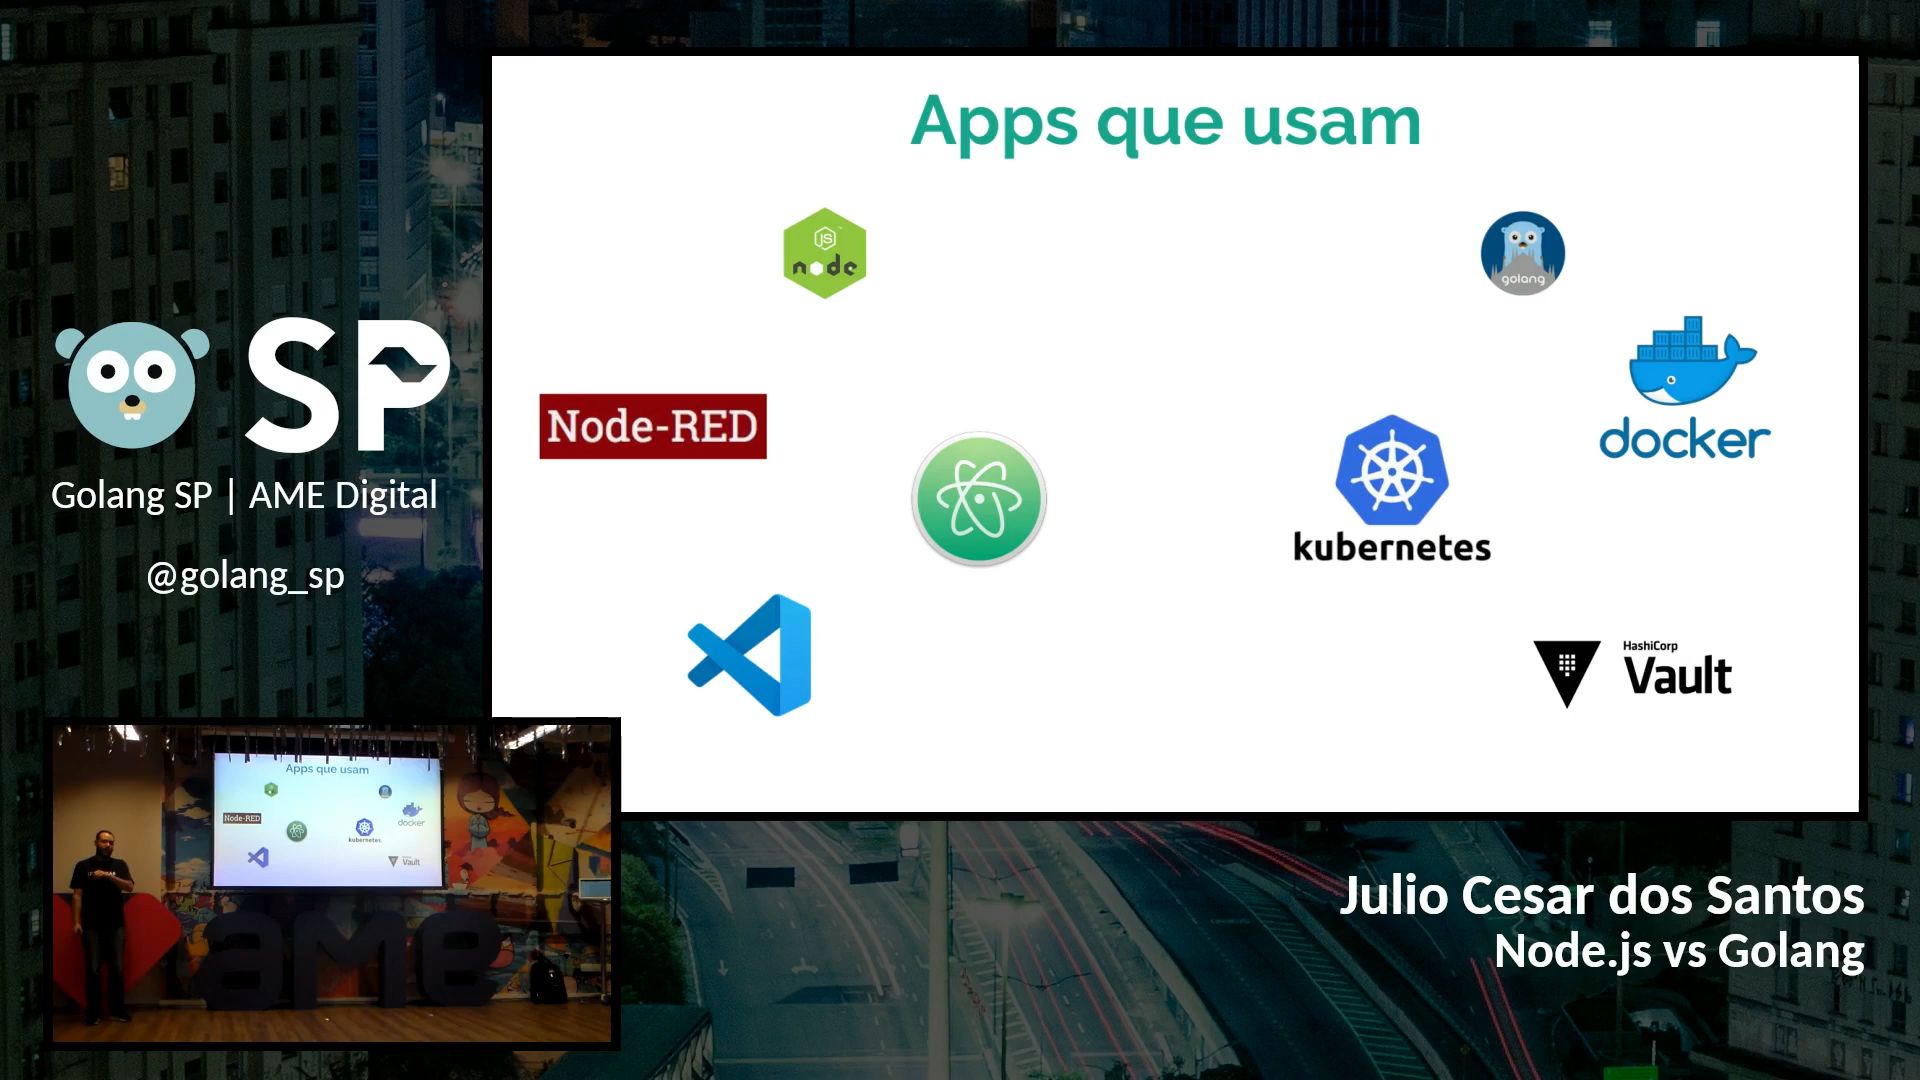 Apps que usam
JS
node
golang
docker
Node-RED
kubernetes
HashiCorp
Vault
SP
Golang SP | AME Digital
@golang_sp
Apps que usam
Node-RED
docker
kubernetes
Vault
ame
Julio Cesar dos Santos
Node.js vs Golang